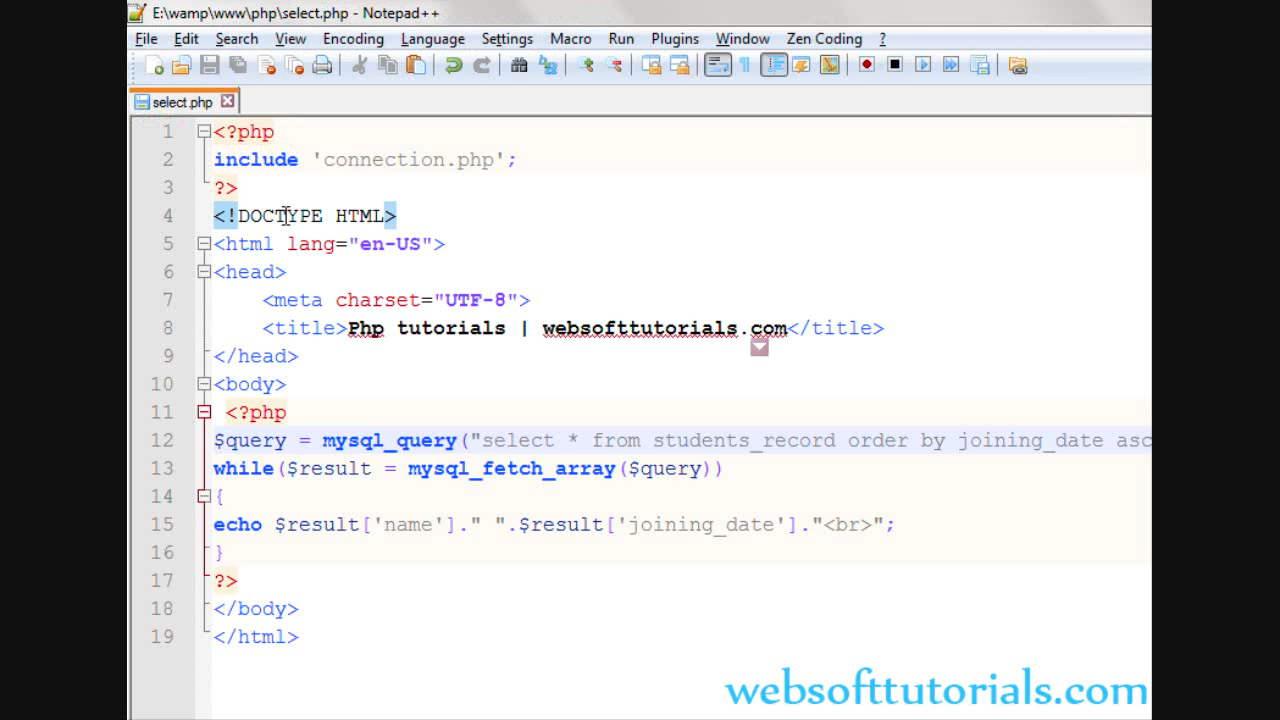 E:\wamp\www\php\select.php - Notepad++
File Edit Search View Encoding Language Settings Macro Run Plugins Window Zen Coding ?
select.php
1 <?php
2 include 'connection.php';
3 ?>
4 <!DOCTYPE HTML>
5 <html lang="en-US">
6 <head>
7 <meta charset="UTF-8">
8 <title>Php tutorials | websofttutorials.com</title>
9 </head>
10 <body>
11 <?php
12 $query = mysql_query("select * from students_record order by joining_date asc
13 while($result = mysql_fetch_array($query))
14 {
15 echo $result['name']." ".$result['joining_date']."<br>";
16 }
17 ?>
18 </body>
19 </html>
websofttutorials.com